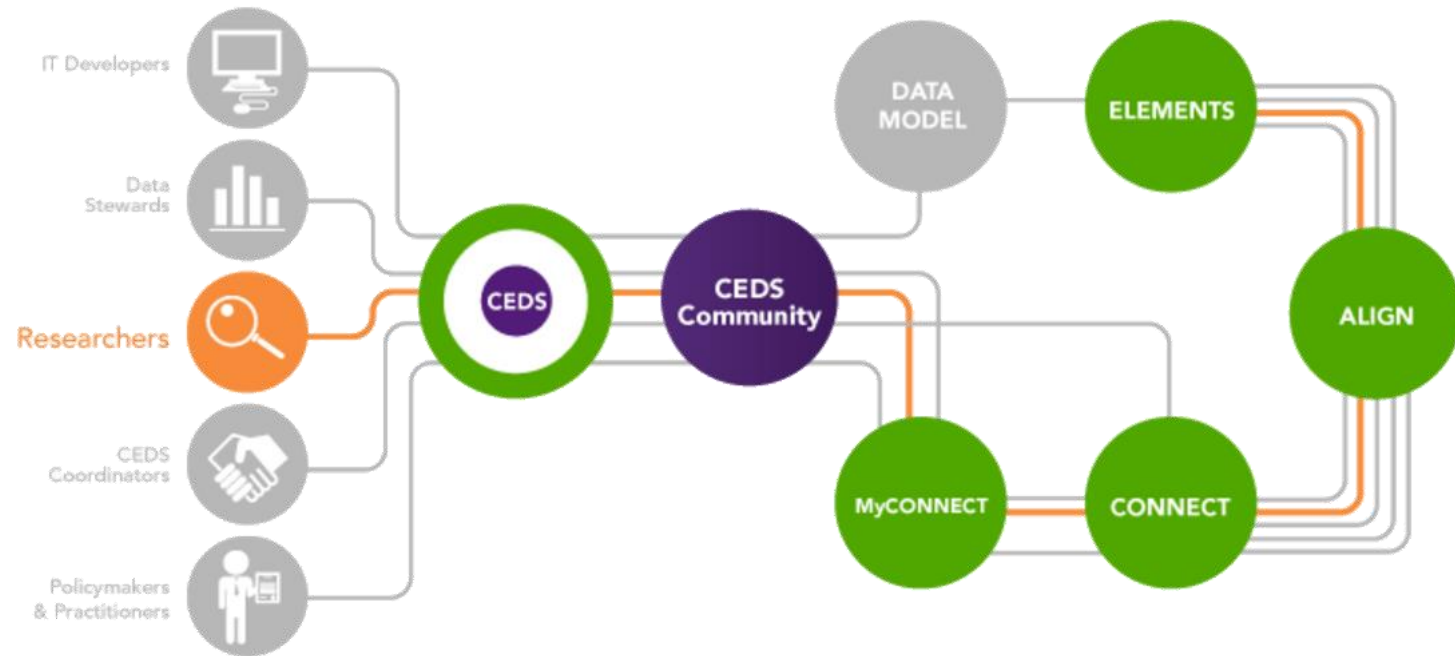 IT Developers
Data
Stewards
Researchers
CEDS
Coordinators
Policymakers
& Practitioners
CEDS
CEDS
Community
DATA
MODEL
ELEMENTS
ALIGN
MyCONNECT
CONNECT